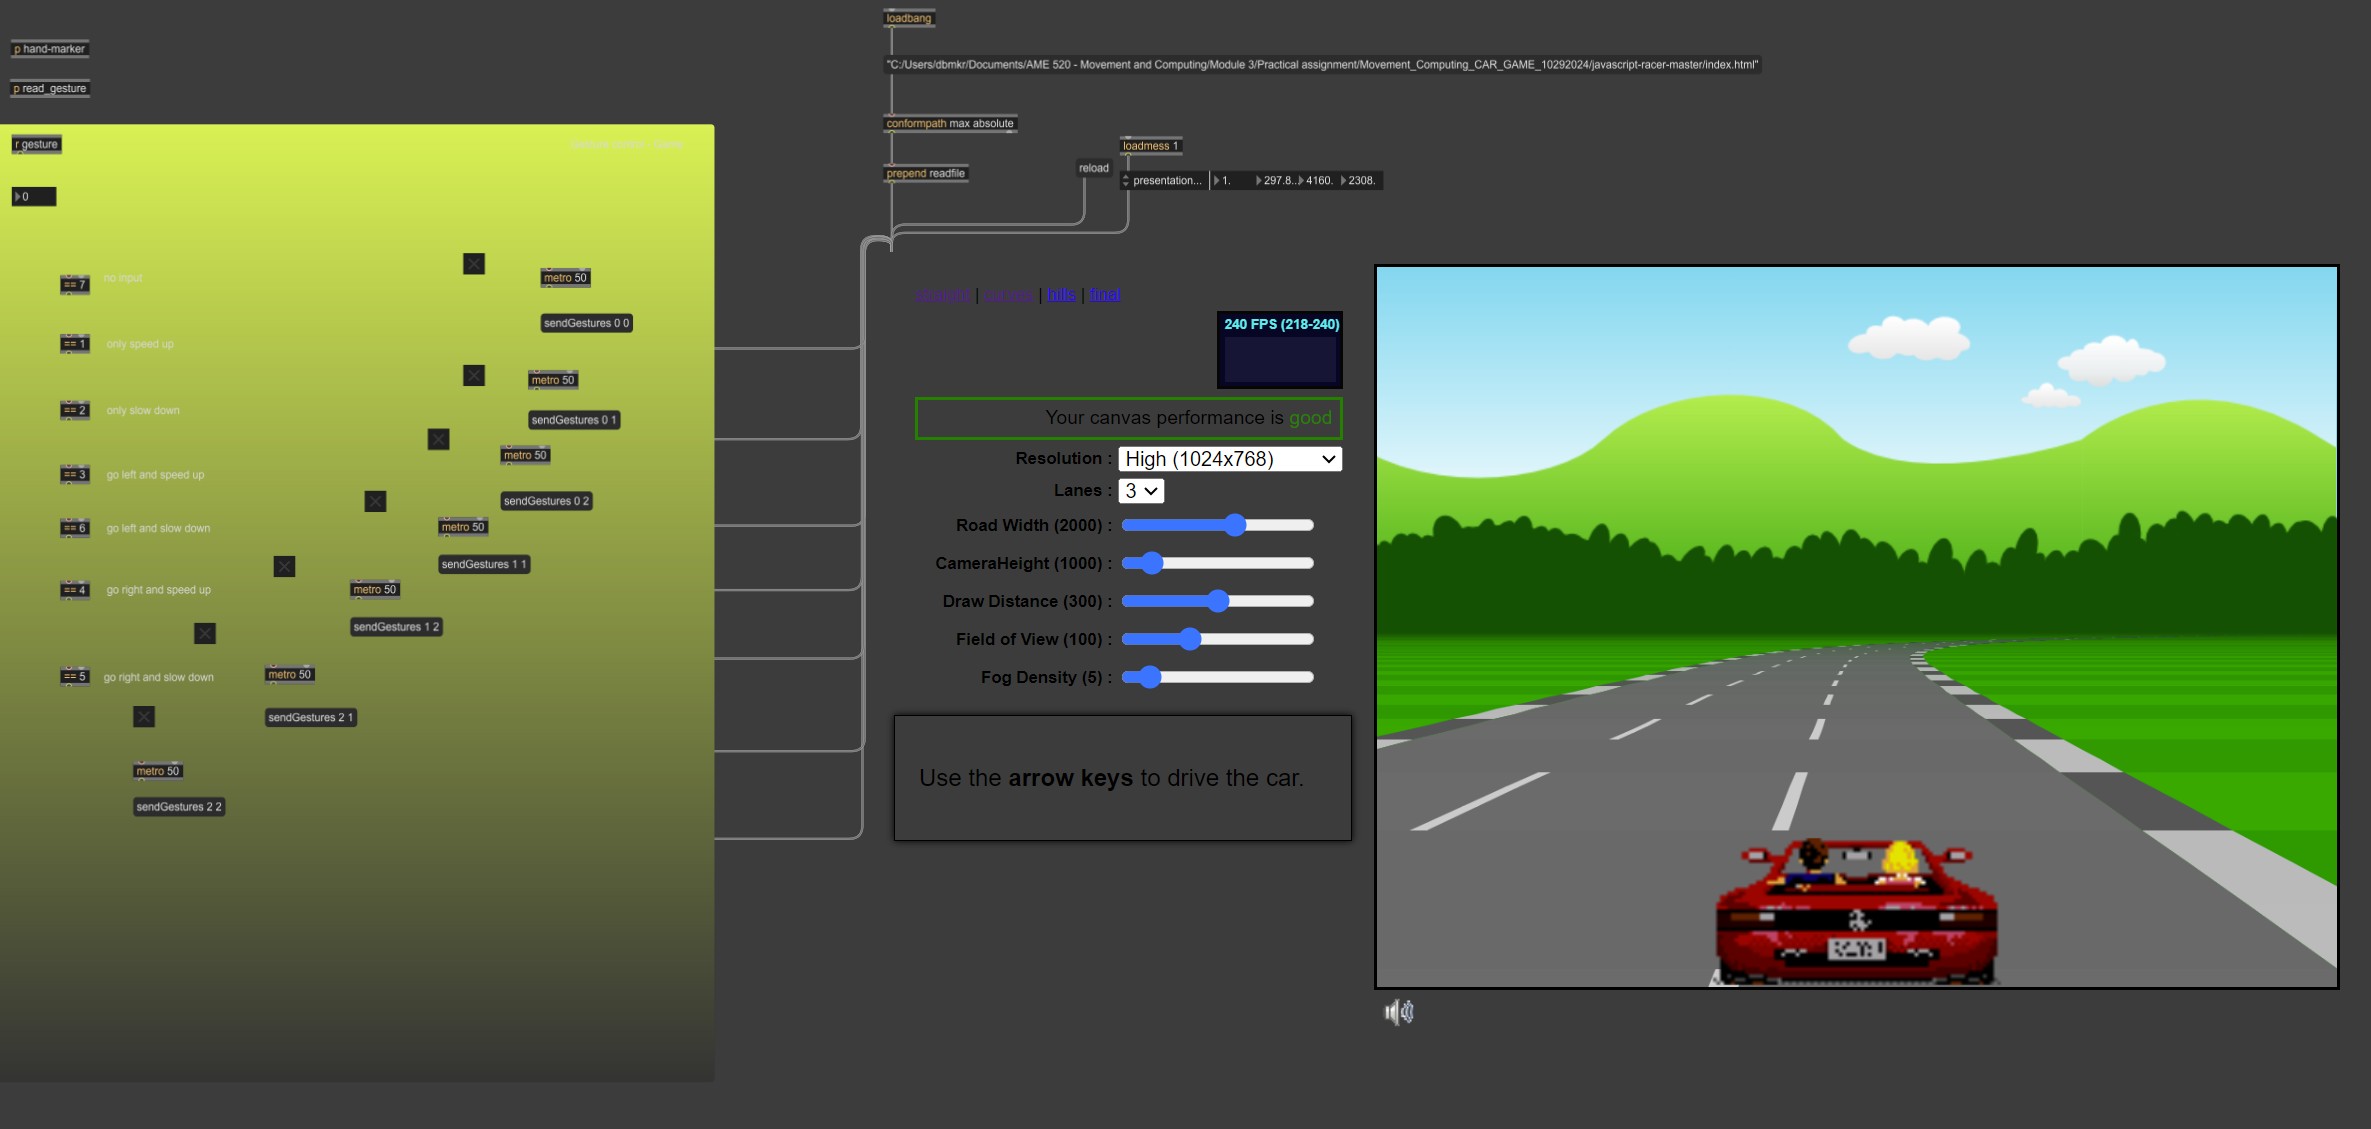 loadbang
p hand-marker
"C:/Users/dbmkr/Documents/AME 520 - Movement and Computing/Module 3/Practical assignment/Movement_Computing_CAR_GAME_10292024/javascript-racer-master/index.html"
p read_gesture
conformpath max absolute
r gesture
loadmess 1
prepend readfile
reload
presentation... 1. 297.8... 4160. 2308.
0
== 7 no input
metro 50
sendGestures 0 0
== 1 only speed up
metro 50
== 2 only slow down
sendGestures 0 1
metro 50
== 3 go left and speed up
sendGestures 0 2
== 6 go left and slow down
metro 50
sendGestures 1 1
== 4 go right and speed up
metro 50
sendGestures 1 2
== 5 go right and slow down
metro 50
sendGestures 2 1
metro 50
sendGestures 2 2
| | hills | final
240 FPS (218-240)
Your canvas performance is good
Resolution : High (1024x768)
Lanes : 3
Road Width (2000) :
CameraHeight (1000) :
Draw Distance (300) :
Field of View (100) :
Fog Density (5) :
Use the arrow keys to drive the car.